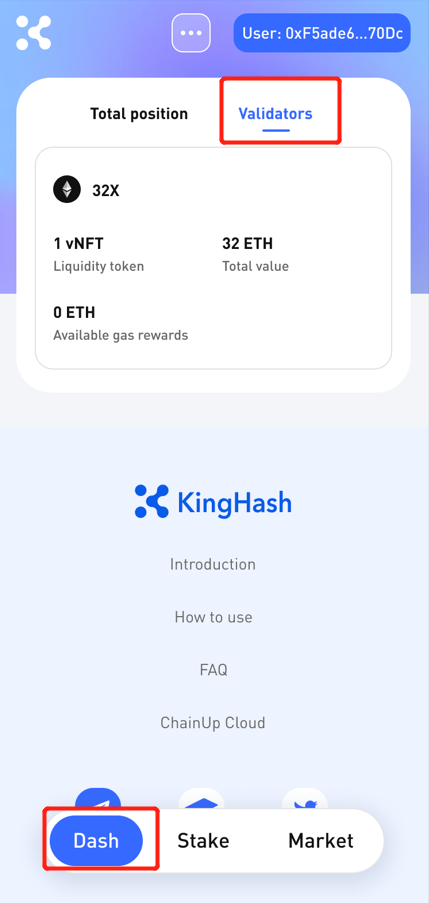 User: 0xF5ade6...70Dc
Total position Validators
32X
1 vNFT 32 ETH
Liquidity token Total value
0 ETH
Available gas rewards
KingHash
Introduction
How to use
FAQ
ChainUp Cloud
Dash Stake Market